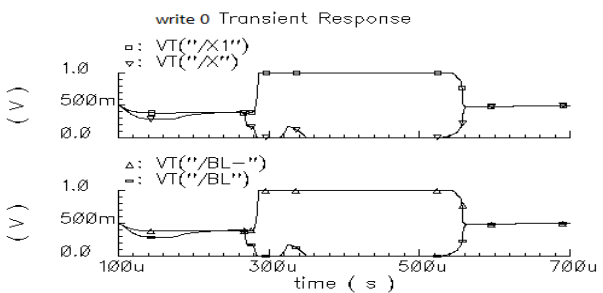 write 0 Transient Response
▫: VT("/X1")
▿: VT("/X")
1.0
500m
0.0
(V)
▵: VT("/BL-")
▭: VT("/BL")
1.0
500m
0.0
(V)
100u 300u 500u 700u
time ( s )